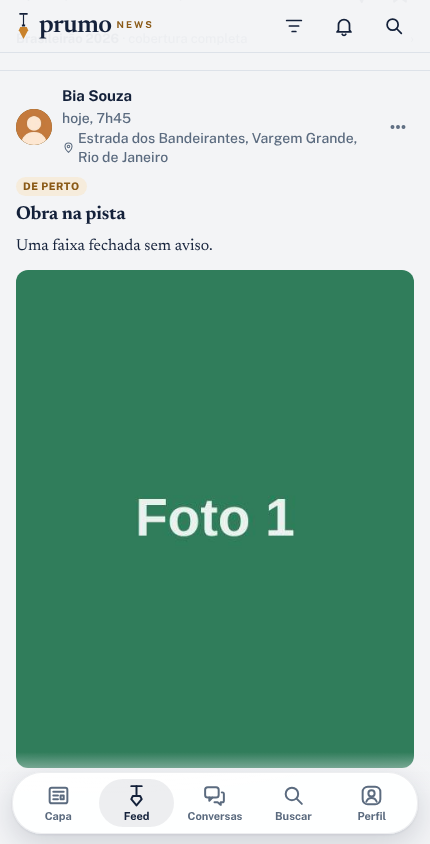 prumo NEWS
Bia Souza
hoje, 7h45
Estrada dos Bandeirantes, Vargem Grande,
Rio de Janeiro
DE PERTO
Obra na pista
Uma faixa fechada sem aviso.
Foto 1
Capa
Feed
Conversas
Buscar
Perfil